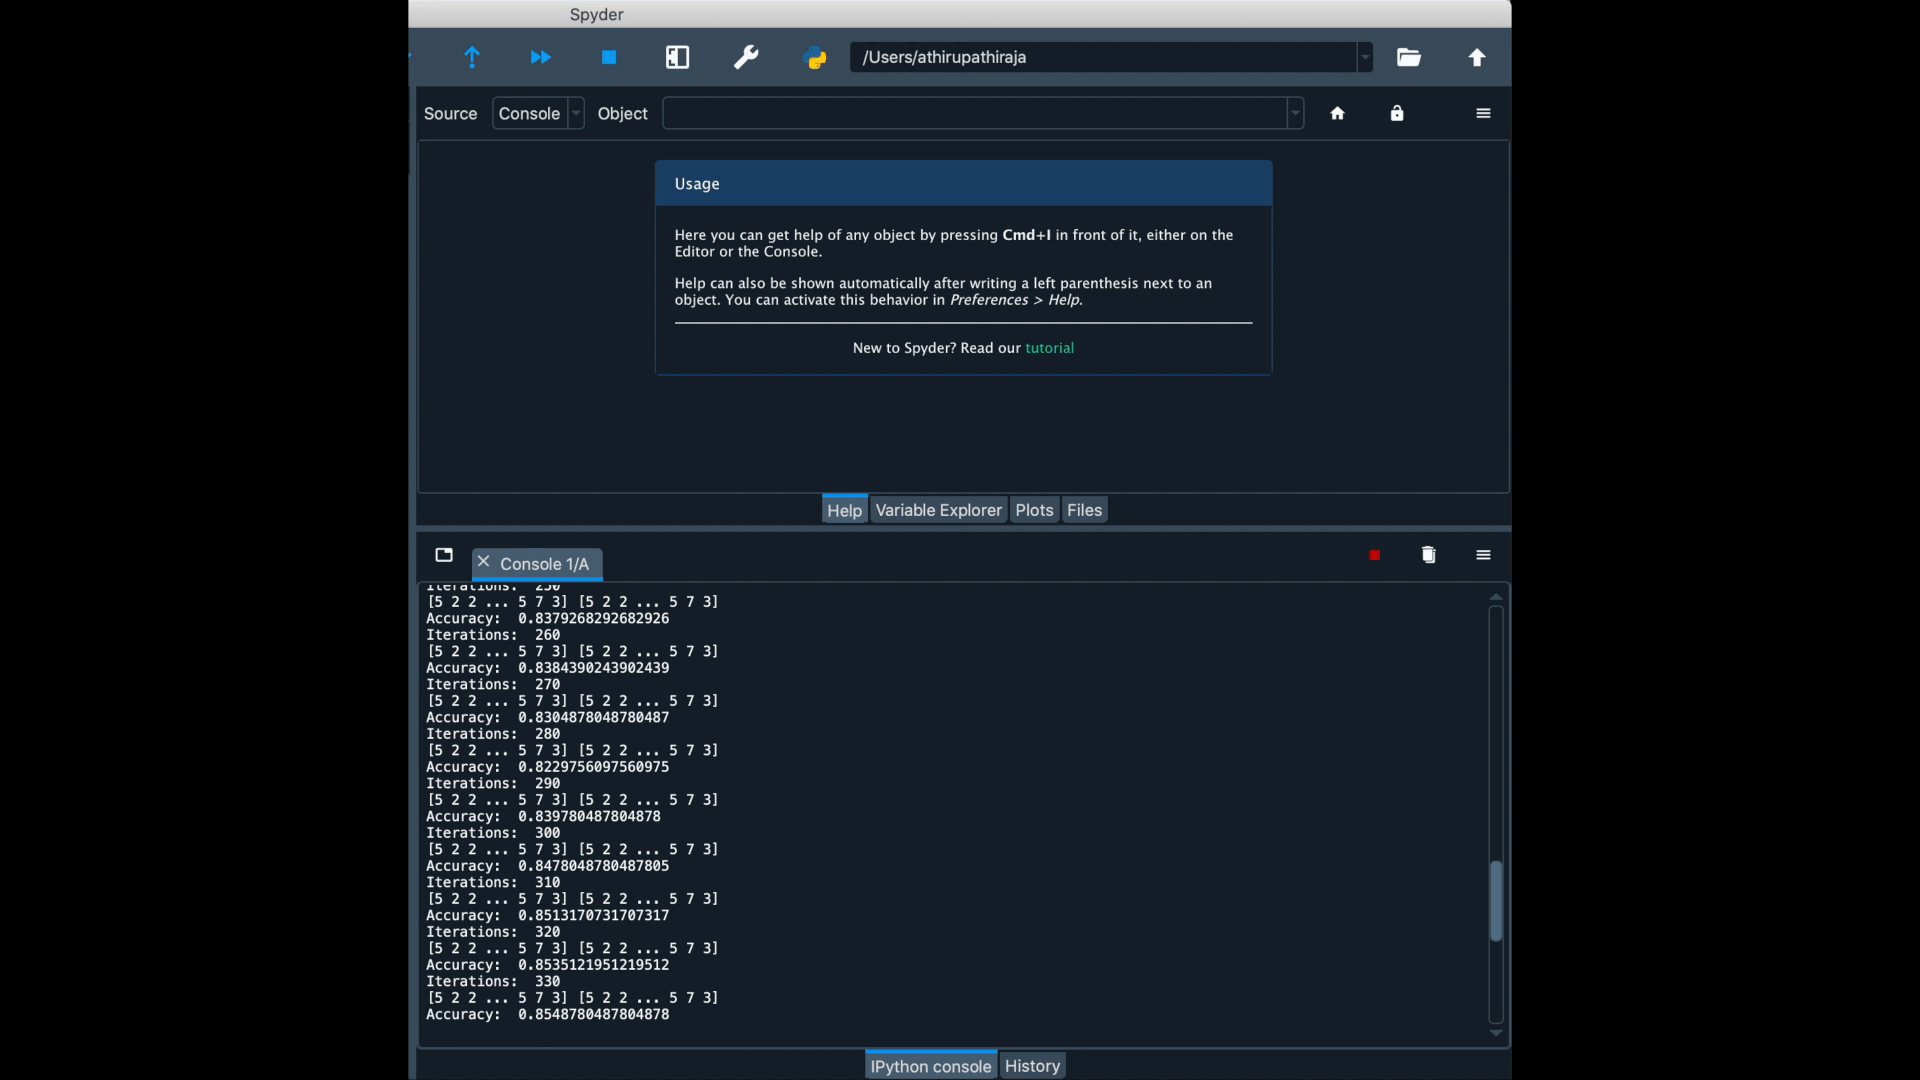 Spyder
/Users/athirupathiraja
Source Console Object
Usage
Here you can get help of any object by pressing Cmd+I in front of it, either on the
Editor or the Console.
Help can also be shown automatically after writing a left parenthesis next to an
object. You can activate this behavior in Preferences > Help.
New to Spyder? Read our tutorial
Help Variable Explorer Plots Files
Console 1/A
Iterations:  250
[5 2 2 ... 5 7 3] [5 2 2 ... 5 7 3]
Accuracy:  0.8379268292682926
Iterations:  260
[5 2 2 ... 5 7 3] [5 2 2 ... 5 7 3]
Accuracy:  0.8384390243902439
Iterations:  270
[5 2 2 ... 5 7 3] [5 2 2 ... 5 7 3]
Accuracy:  0.8304878048780487
Iterations:  280
[5 2 2 ... 5 7 3] [5 2 2 ... 5 7 3]
Accuracy:  0.8229756097560975
Iterations:  290
[5 2 2 ... 5 7 3] [5 2 2 ... 5 7 3]
Accuracy:  0.839780487804878
Iterations:  300
[5 2 2 ... 5 7 3] [5 2 2 ... 5 7 3]
Accuracy:  0.8478048780487805
Iterations:  310
[5 2 2 ... 5 7 3] [5 2 2 ... 5 7 3]
Accuracy:  0.8513170731707317
Iterations:  320
[5 2 2 ... 5 7 3] [5 2 2 ... 5 7 3]
Accuracy:  0.8535121951219512
Iterations:  330
[5 2 2 ... 5 7 3] [5 2 2 ... 5 7 3]
Accuracy:  0.8548780487804878
IPython console History